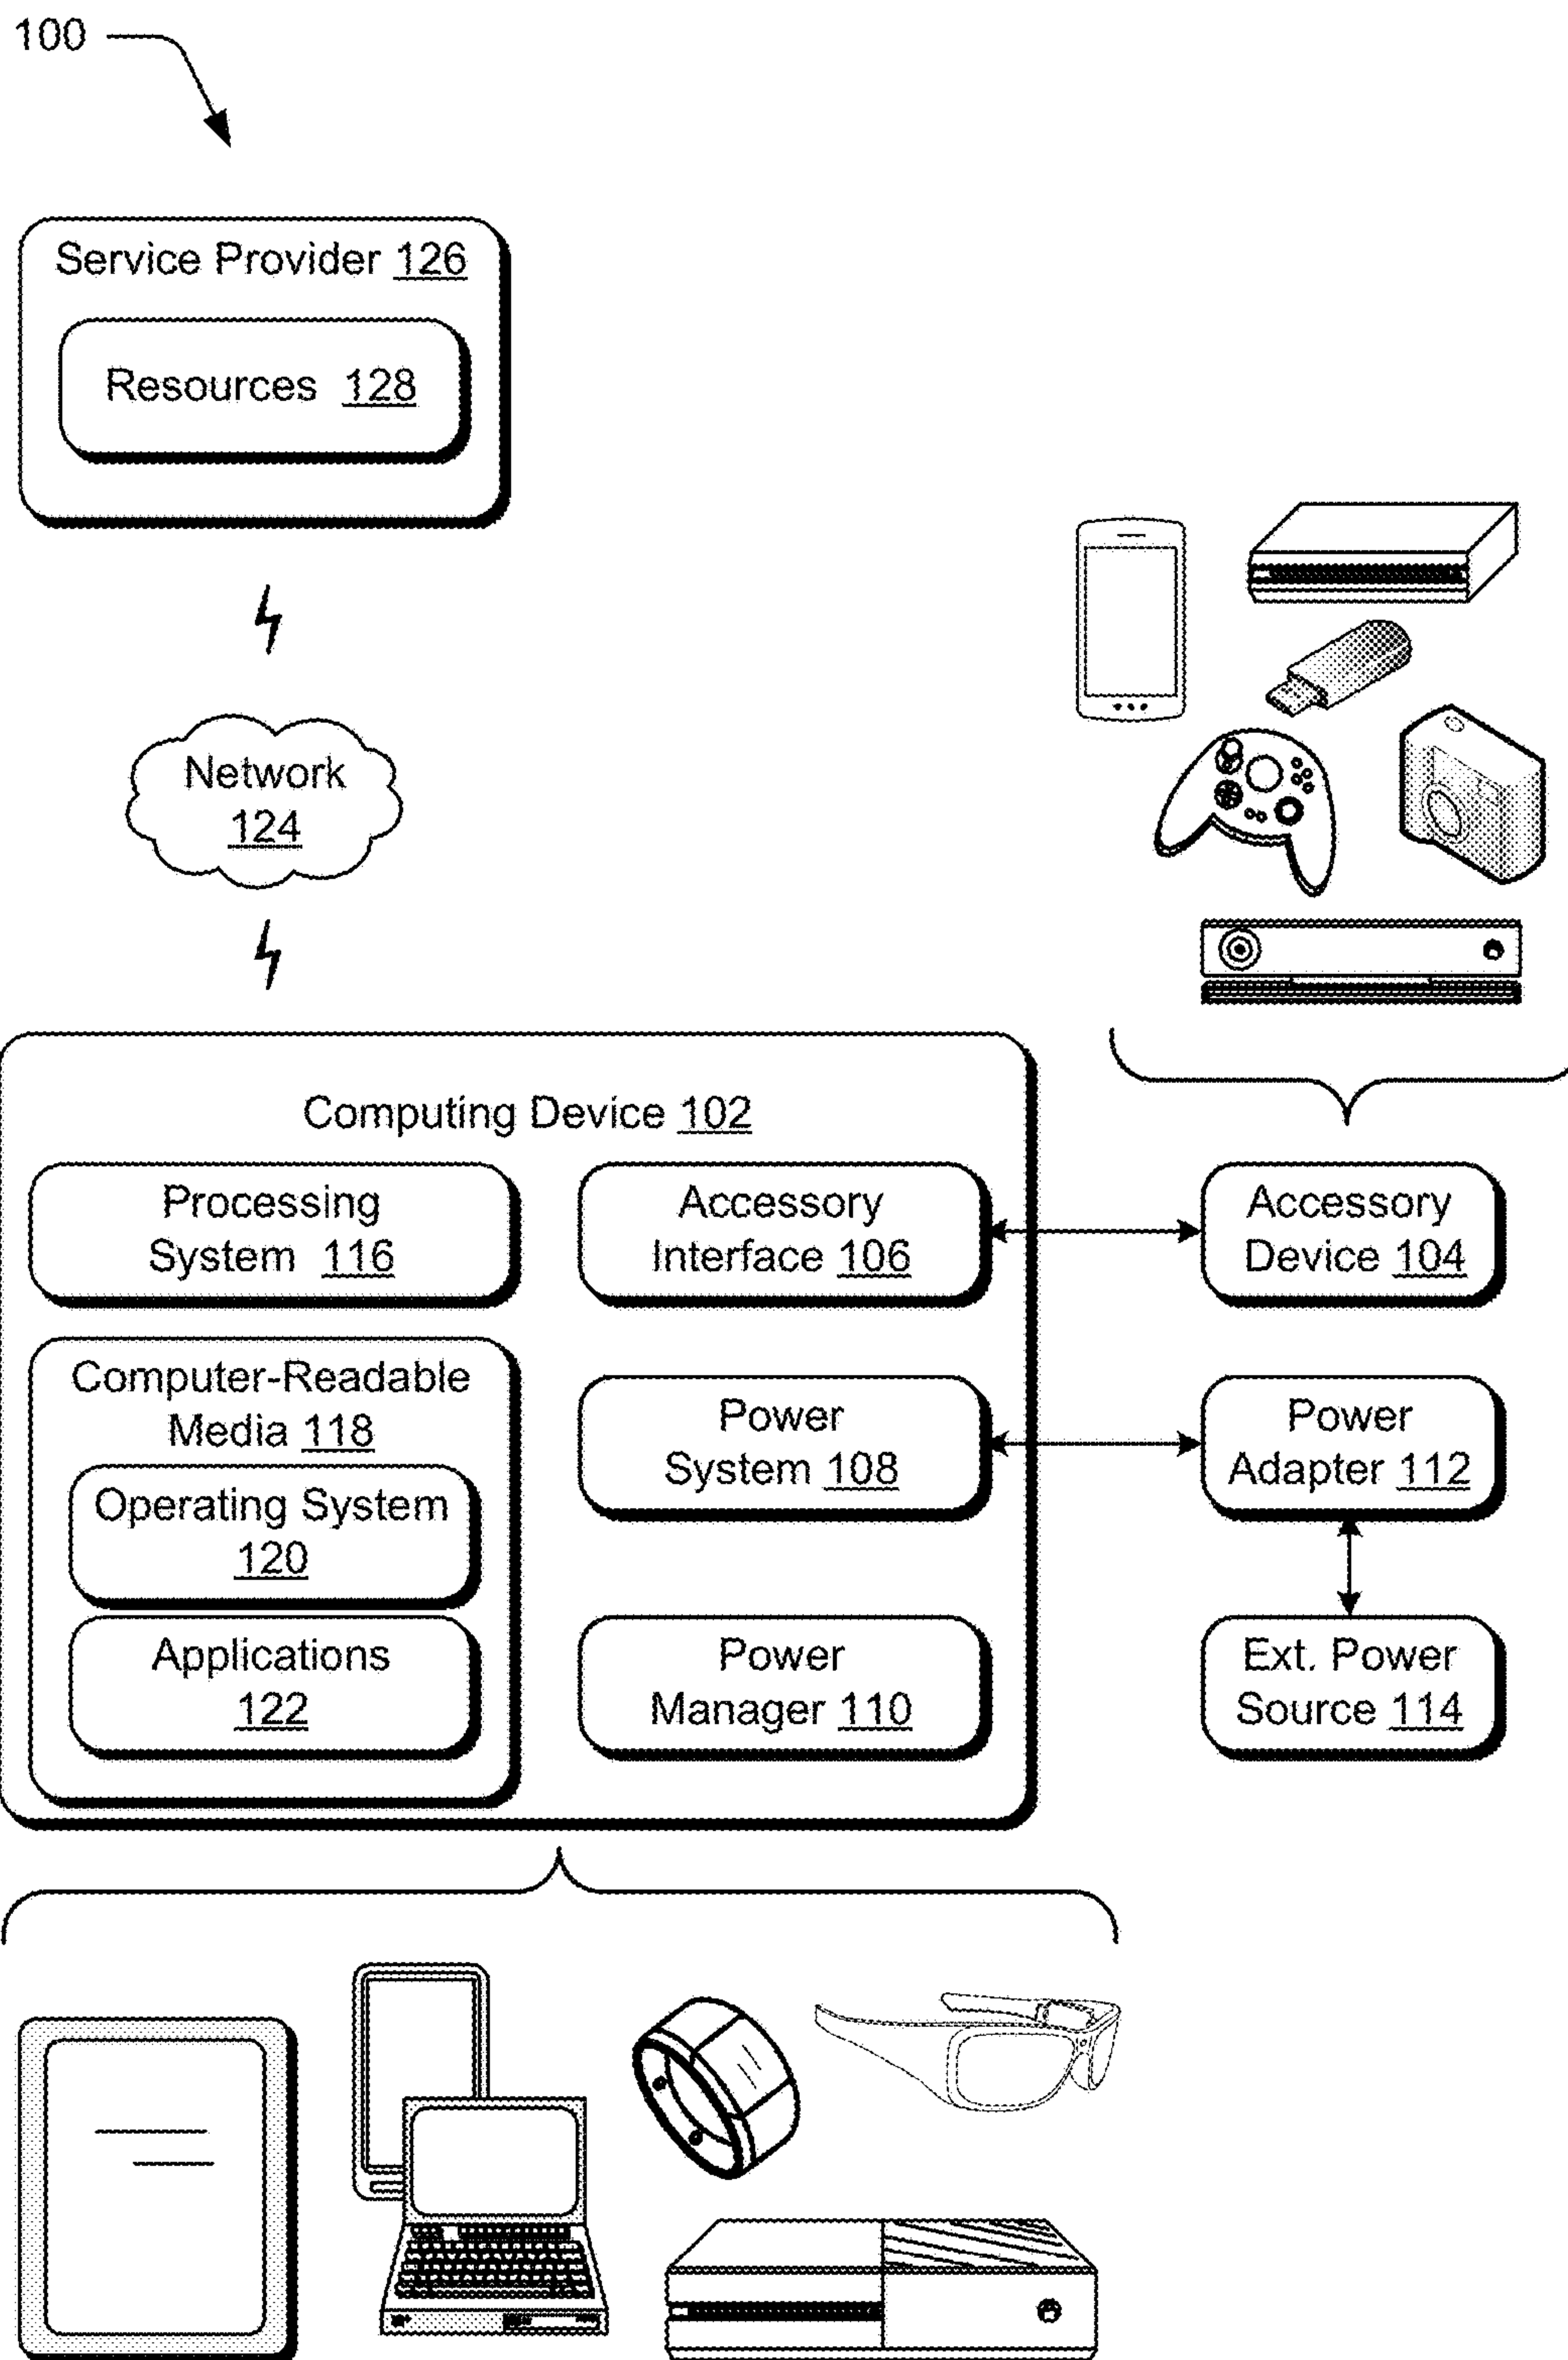 100
Service Provider 126
Resources 128
Network
124
Computing Device 102
Processing
System 116
Accessory
Interface 106
Accessory
Device 104
Computer-Readable
Media 118
Power
System 108
Power
Adapter 112
Operating System
120
Applications
122
Power
Manager 110
Ext. Power
Source 114